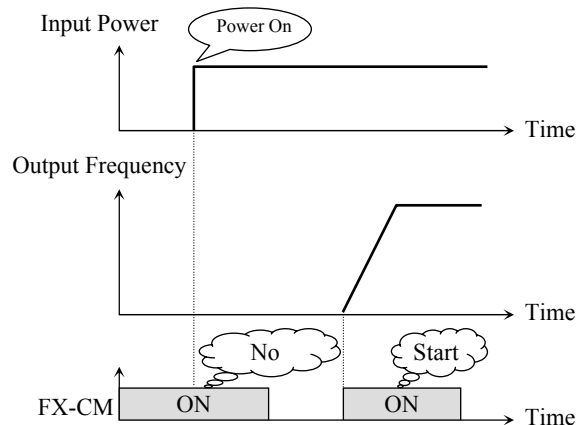 Input Power
Power On
Time
Output Frequency
Time
No
Start
FX-CM
ON
ON
Time